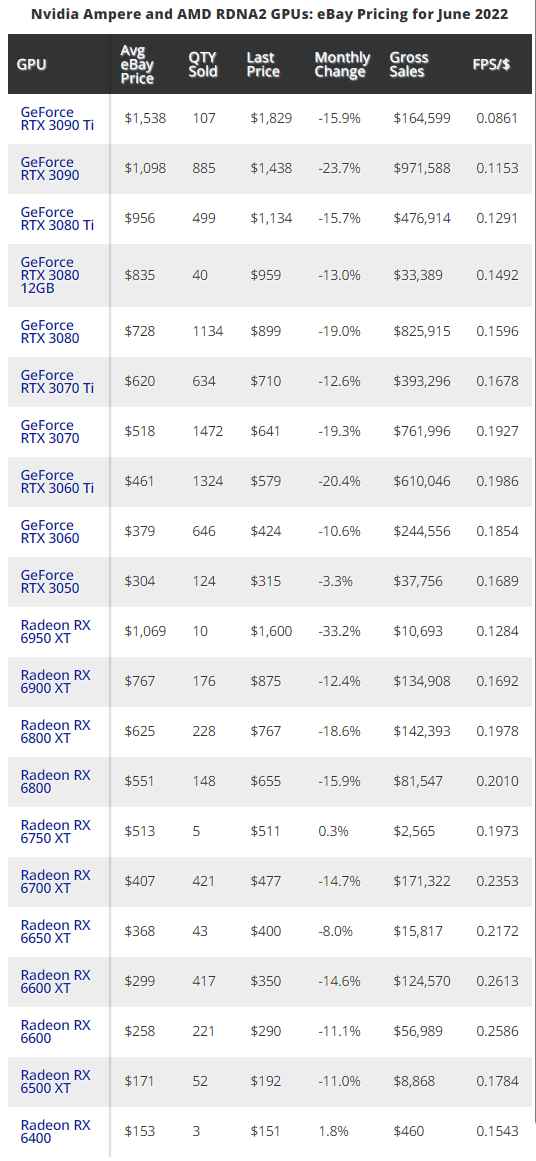 Nvidia Ampere and AMD RDNA2 GPUs: eBay Pricing for June 2022
GPU Avg eBay Price QTY Sold Last Price Monthly Change Gross Sales FPS/$
GeForce RTX 3090 Ti $1,538 107 $1,829 -15.9% $164,599 0.0861
GeForce RTX 3090 $1,098 885 $1,438 -23.7% $971,588 0.1153
GeForce RTX 3080 Ti $956 499 $1,134 -15.7% $476,914 0.1291
GeForce RTX 3080 12GB $835 40 $959 -13.0% $33,389 0.1492
GeForce RTX 3080 $728 1134 $899 -19.0% $825,915 0.1596
GeForce RTX 3070 Ti $620 634 $710 -12.6% $393,296 0.1678
GeForce RTX 3070 $518 1472 $641 -19.3% $761,996 0.1927
GeForce RTX 3060 Ti $461 1324 $579 -20.4% $610,046 0.1986
GeForce RTX 3060 $379 646 $424 -10.6% $244,556 0.1854
GeForce RTX 3050 $304 124 $315 -3.3% $37,756 0.1689
Radeon RX 6950 XT $1,069 10 $1,600 -33.2% $10,693 0.1284
Radeon RX 6900 XT $767 176 $875 -12.4% $134,908 0.1692
Radeon RX 6800 XT $625 228 $767 -18.6% $142,393 0.1978
Radeon RX 6800 $551 148 $655 -15.9% $81,547 0.2010
Radeon RX 6750 XT $513 5 $511 0.3% $2,565 0.1973
Radeon RX 6700 XT $407 421 $477 -14.7% $171,322 0.2353
Radeon RX 6650 XT $368 43 $400 -8.0% $15,817 0.2172
Radeon RX 6600 XT $299 417 $350 -14.6% $124,570 0.2613
Radeon RX 6600 $258 221 $290 -11.1% $56,989 0.2586
Radeon RX 6500 XT $171 52 $192 -11.0% $8,868 0.1784
Radeon RX 6400 $153 3 $151 1.8% $460 0.1543